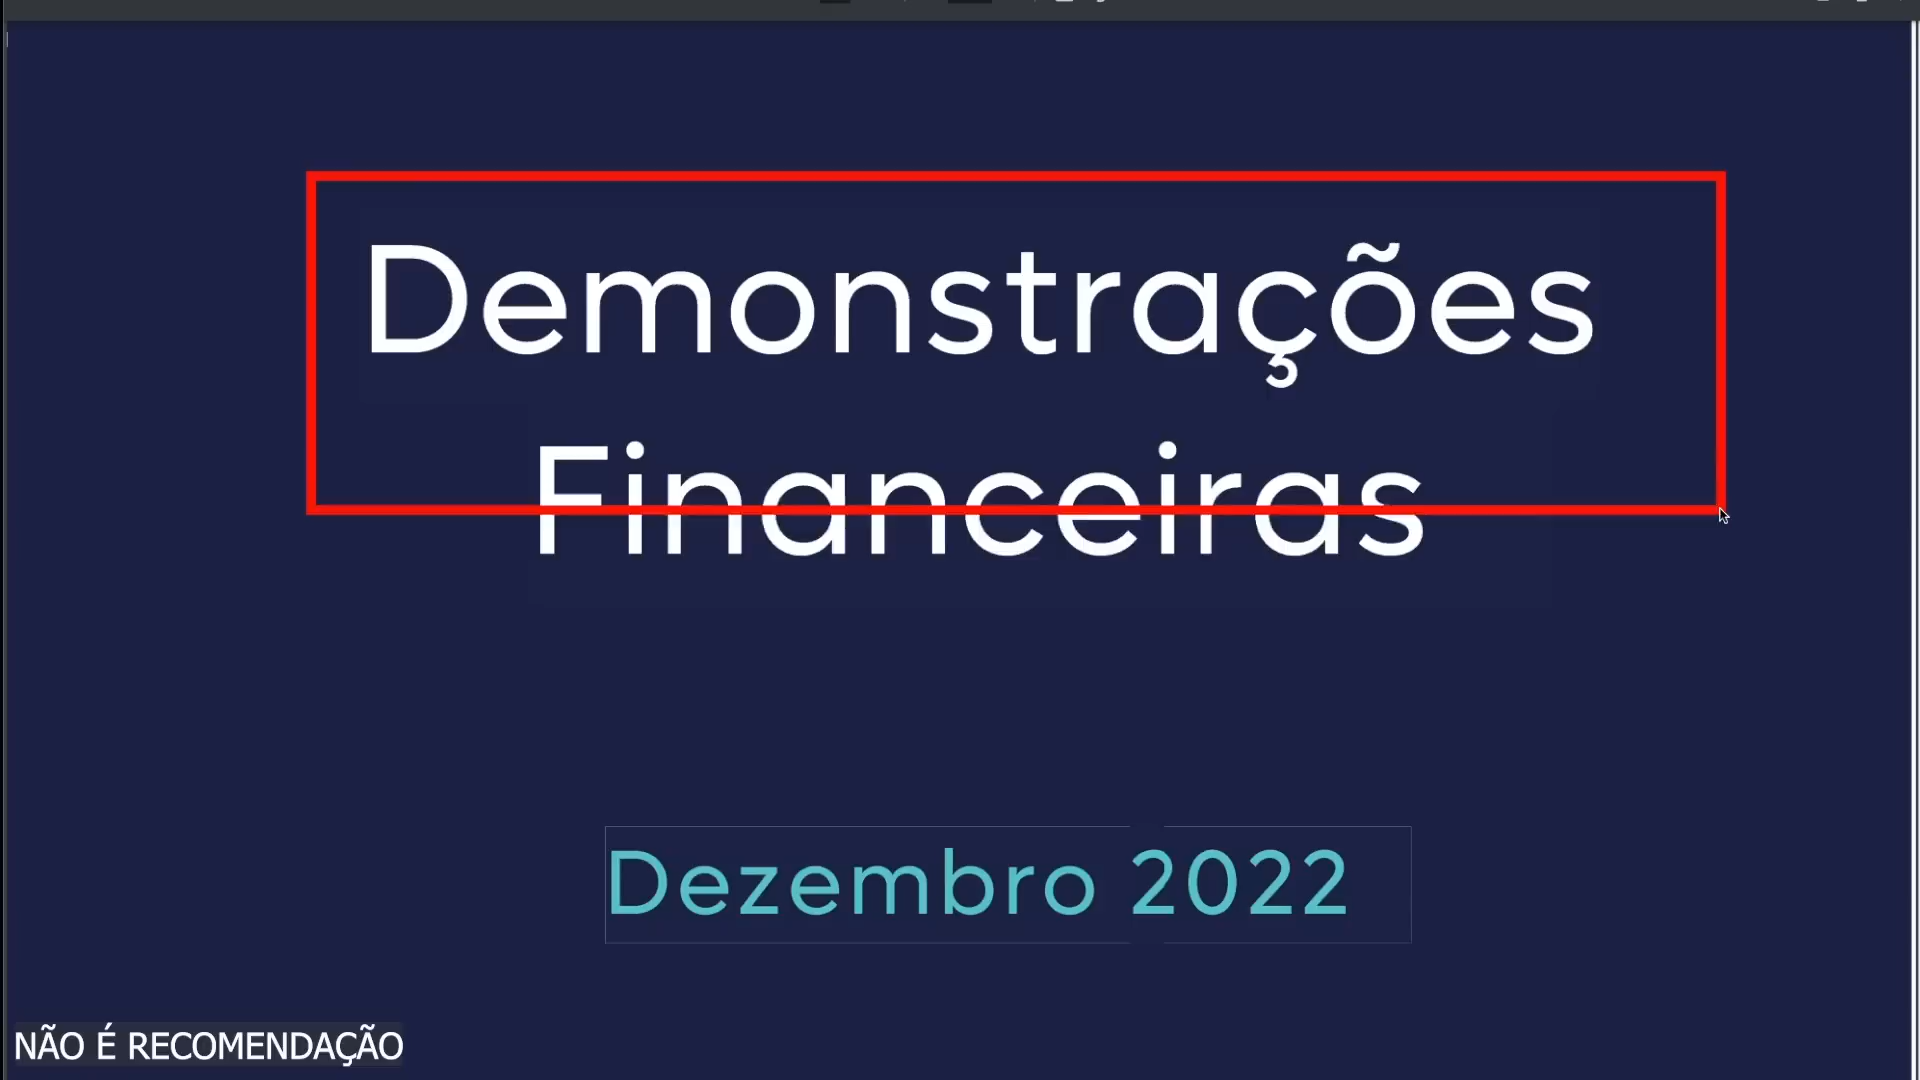 Demonstrações
Financeiras
Dezembro 2022
NÃO É RECOMENDAÇÃO